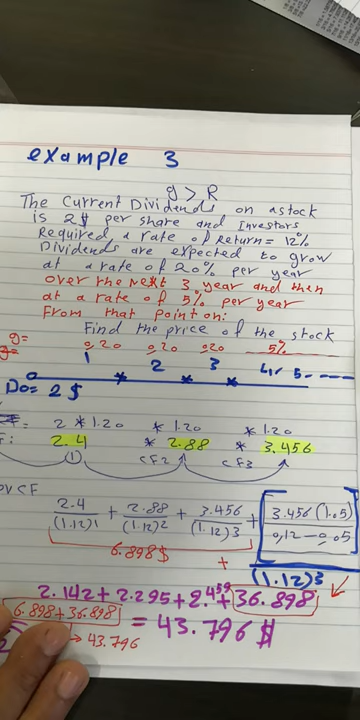 example 3
g > R
The Current Dividends on a stock
is 2$ per share and Investors
Required a rate of Return = 12%
Dividends are expected to grow
at a rate of 20% per year
over the next 3 year and then
at a rate of 5% per year
From that point on:
Find the price of the stock
g= 0,20 0,20 0,20 5%
1 2 3 4, 5 ----
Do = 2 $
= 2 * 1.20 * 1.20 * 1.20
F: 2.4 * 2.88 * 3.456
(1) CF2 CF3
PV CF
2.4/(1.12)1 + 2.88/(1.12)2 + 3.456/(1.12)3 + [3.456 (1.05)/0,12-0,05]/(1.12)3
6.898$ +
2.142 + 2.295 + 2.459 + 36.898
6.898 + 36.898 = 43.796 $
→ 43.796